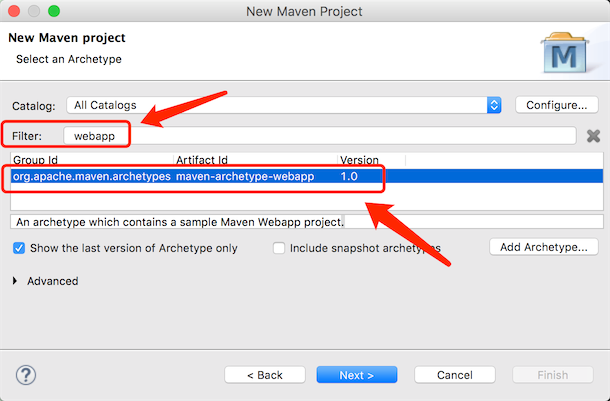 New Maven Project
New Maven project
Select an Archetype
M
Catalog: All Catalogs Configure...
Filter: webapp
Group Id Artifact Id Version
org.apache.maven.archetypes maven-archetype-webapp 1.0
An archetype which contains a sample Maven Webapp project.
Show the last version of Archetype only Include snapshot archetypes Add Archetype...
Advanced
? < Back Next > Cancel Finish